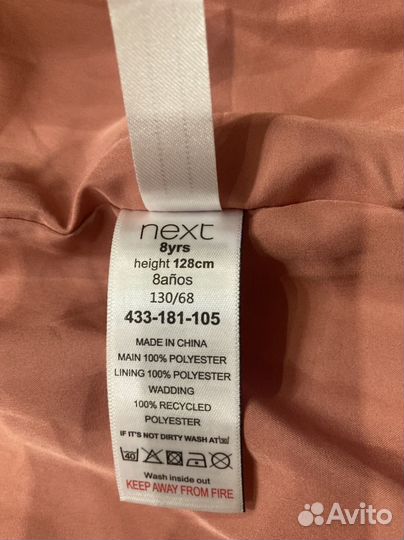 next
8yrs
height 128cm
8años
130/68
433-181-105
MADE IN CHINA
MAIN 100% POLYESTER
LINING 100% POLYESTER
WADDING
100% RECYCLED
POLYESTER
IF IT'S NOT DIRTY WASH AT 30
40
Wash inside out
KEEP AWAY FROM FIRE
Avito